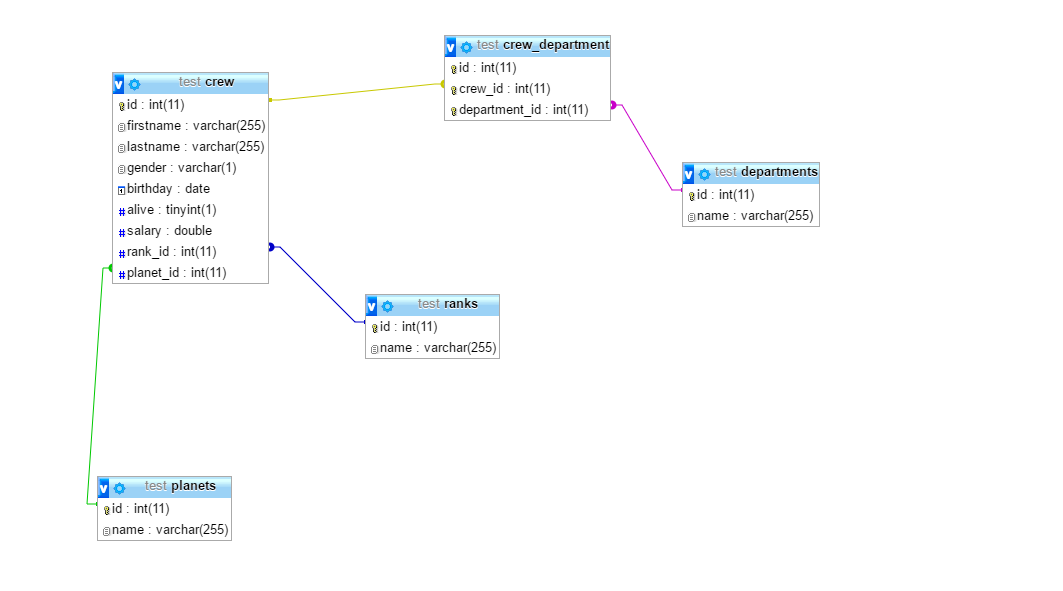 test crew_department
id : int(11)
crew_id : int(11)
department_id : int(11)
test crew
id : int(11)
firstname : varchar(255)
lastname : varchar(255)
gender : varchar(1)
birthday : date
alive : tinyint(1)
salary : double
rank_id : int(11)
planet_id : int(11)
test departments
id : int(11)
name : varchar(255)
test ranks
id : int(11)
name : varchar(255)
test planets
id : int(11)
name : varchar(255)